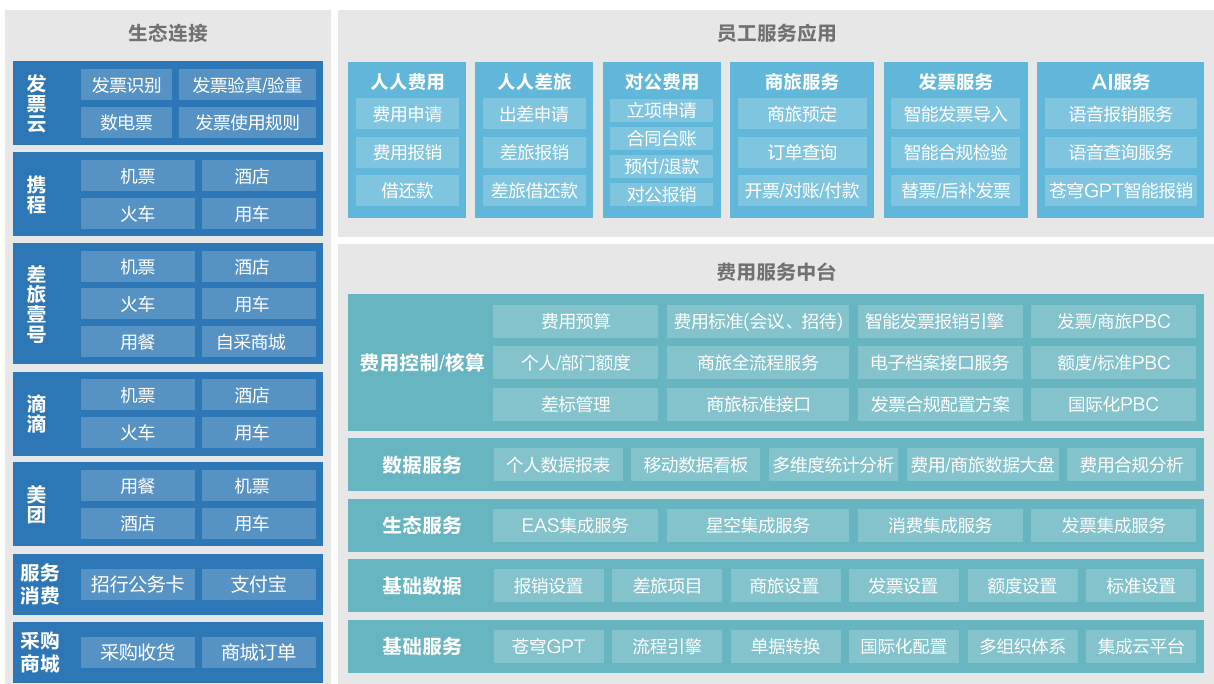 生态连接
发票云
发票识别 发票验真/验重
数电票 发票使用规则
携程
机票 酒店
火车 用车
差旅壹号
机票 酒店
火车 用车
用餐 自采商城
滴滴
机票 酒店
火车 用车
美团
用餐 机票
酒店 用车
服务消费
招行公务卡 支付宝
采购商城
采购收货 商城订单
员工服务应用
人人费用
费用申请
费用报销
借还款
人人差旅
出差申请
差旅报销
差旅借还款
对公费用
立项申请
合同台账
预付/退款
对公报销
商旅服务
商旅预定
订单查询
开票/对账/付款
发票服务
智能发票导入
智能合规检验
替票/后补发票
AI服务
语音报销服务
语音查询服务
苍穹GPT智能报销
费用服务中台
费用控制/核算
费用预算 费用标准(会议、招待) 智能发票报销引擎 发票/商旅PBC
个人/部门额度 商旅全流程服务 电子档案接口服务 额度/标准PBC
差标管理 商旅标准接口 发票合规配置方案 国际化PBC
数据服务 个人数据报表 移动数据看板 多维度统计分析 费用/商旅数据大盘 费用合规分析
生态服务 EAS集成服务 星空集成服务 消费集成服务 发票集成服务
基础数据 报销设置 差旅项目 商旅设置 发票设置 额度设置 标准设置
基础服务 苍穹GPT 流程引擎 单据转换 国际化配置 多组织体系 集成云平台